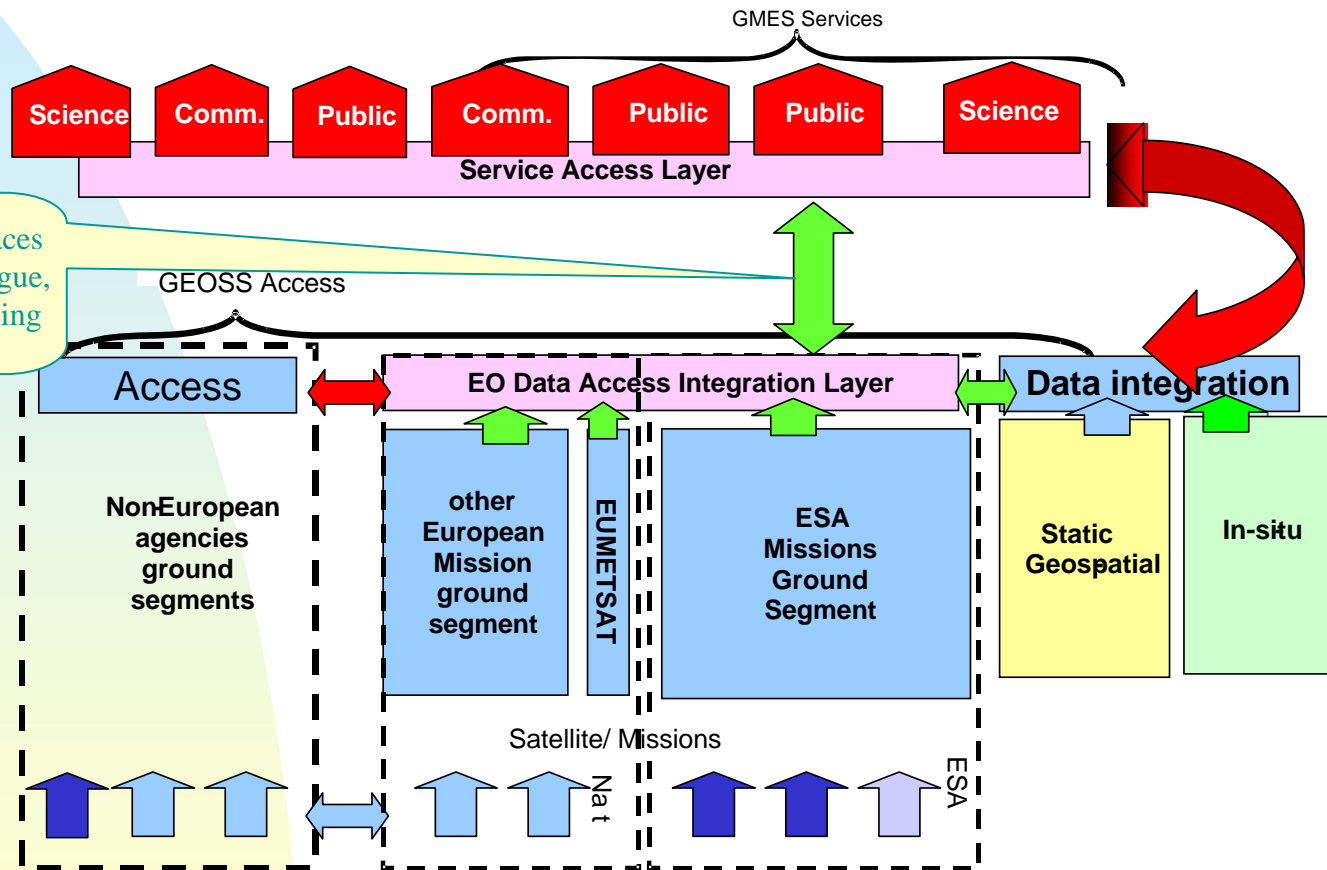 GMES Services
Science
Comm.
Public
Comm.
Public
Public
Science
Service Access Layer
GEOSS Access
Access
EO Data Access Integration Layer
Data integration
Non-European
agencies
ground
segments
other
European
Mission
ground
segment
EUMETSAT
ESA
Missions
Ground
Segment
Static
Geospatial
In-situ
Satellite/ Missions
Nat
ESA